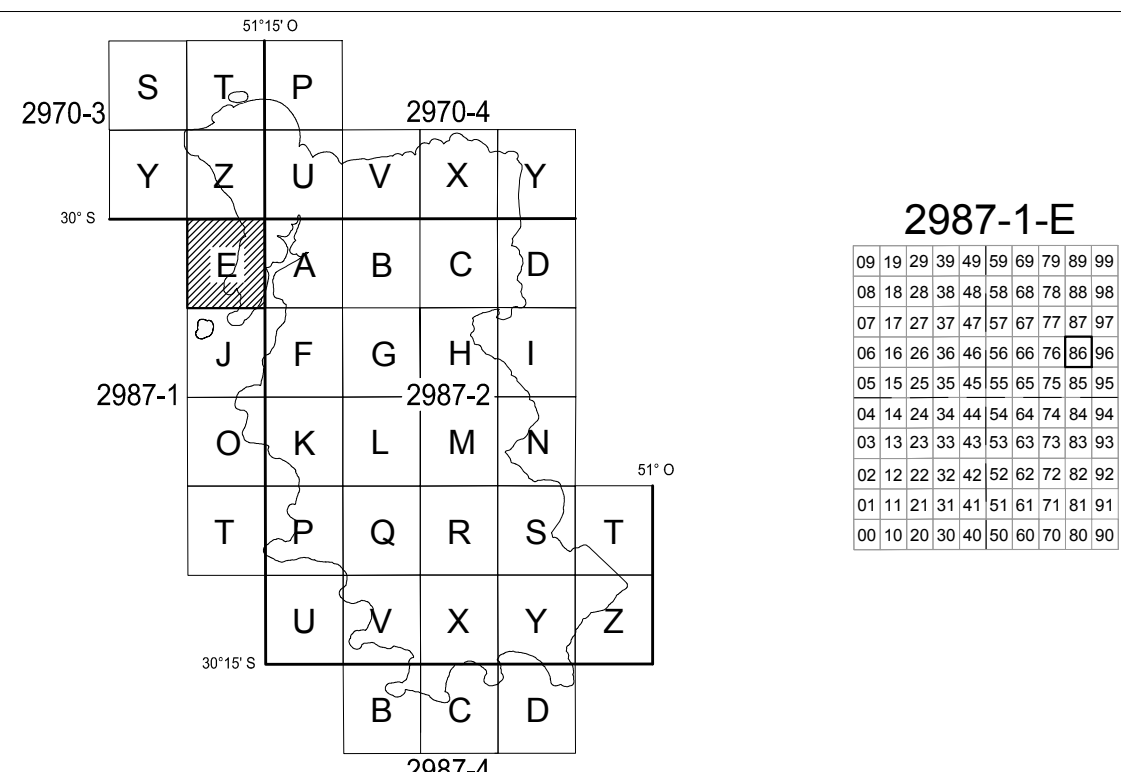 51°15' O
S T P
2970-3 2970-4
Y Z U V X Y
30° S
E A B C D
J F G H I
2987-1 2987-2
O K L M N
51° O
T P Q R S T
U V X Y Z
30°15' S
B C D
2987-4
2987-1-E
09 19 29 39 49 59 69 79 89 99
08 18 28 38 48 58 68 78 88 98
07 17 27 37 47 57 67 77 87 97
06 16 26 36 46 56 66 76 86 96
05 15 25 35 45 55 65 75 85 95
04 14 24 34 44 54 64 74 84 94
03 13 23 33 43 53 63 73 83 93
02 12 22 32 42 52 62 72 82 92
01 11 21 31 41 51 61 71 81 91
00 10 20 30 40 50 60 70 80 90